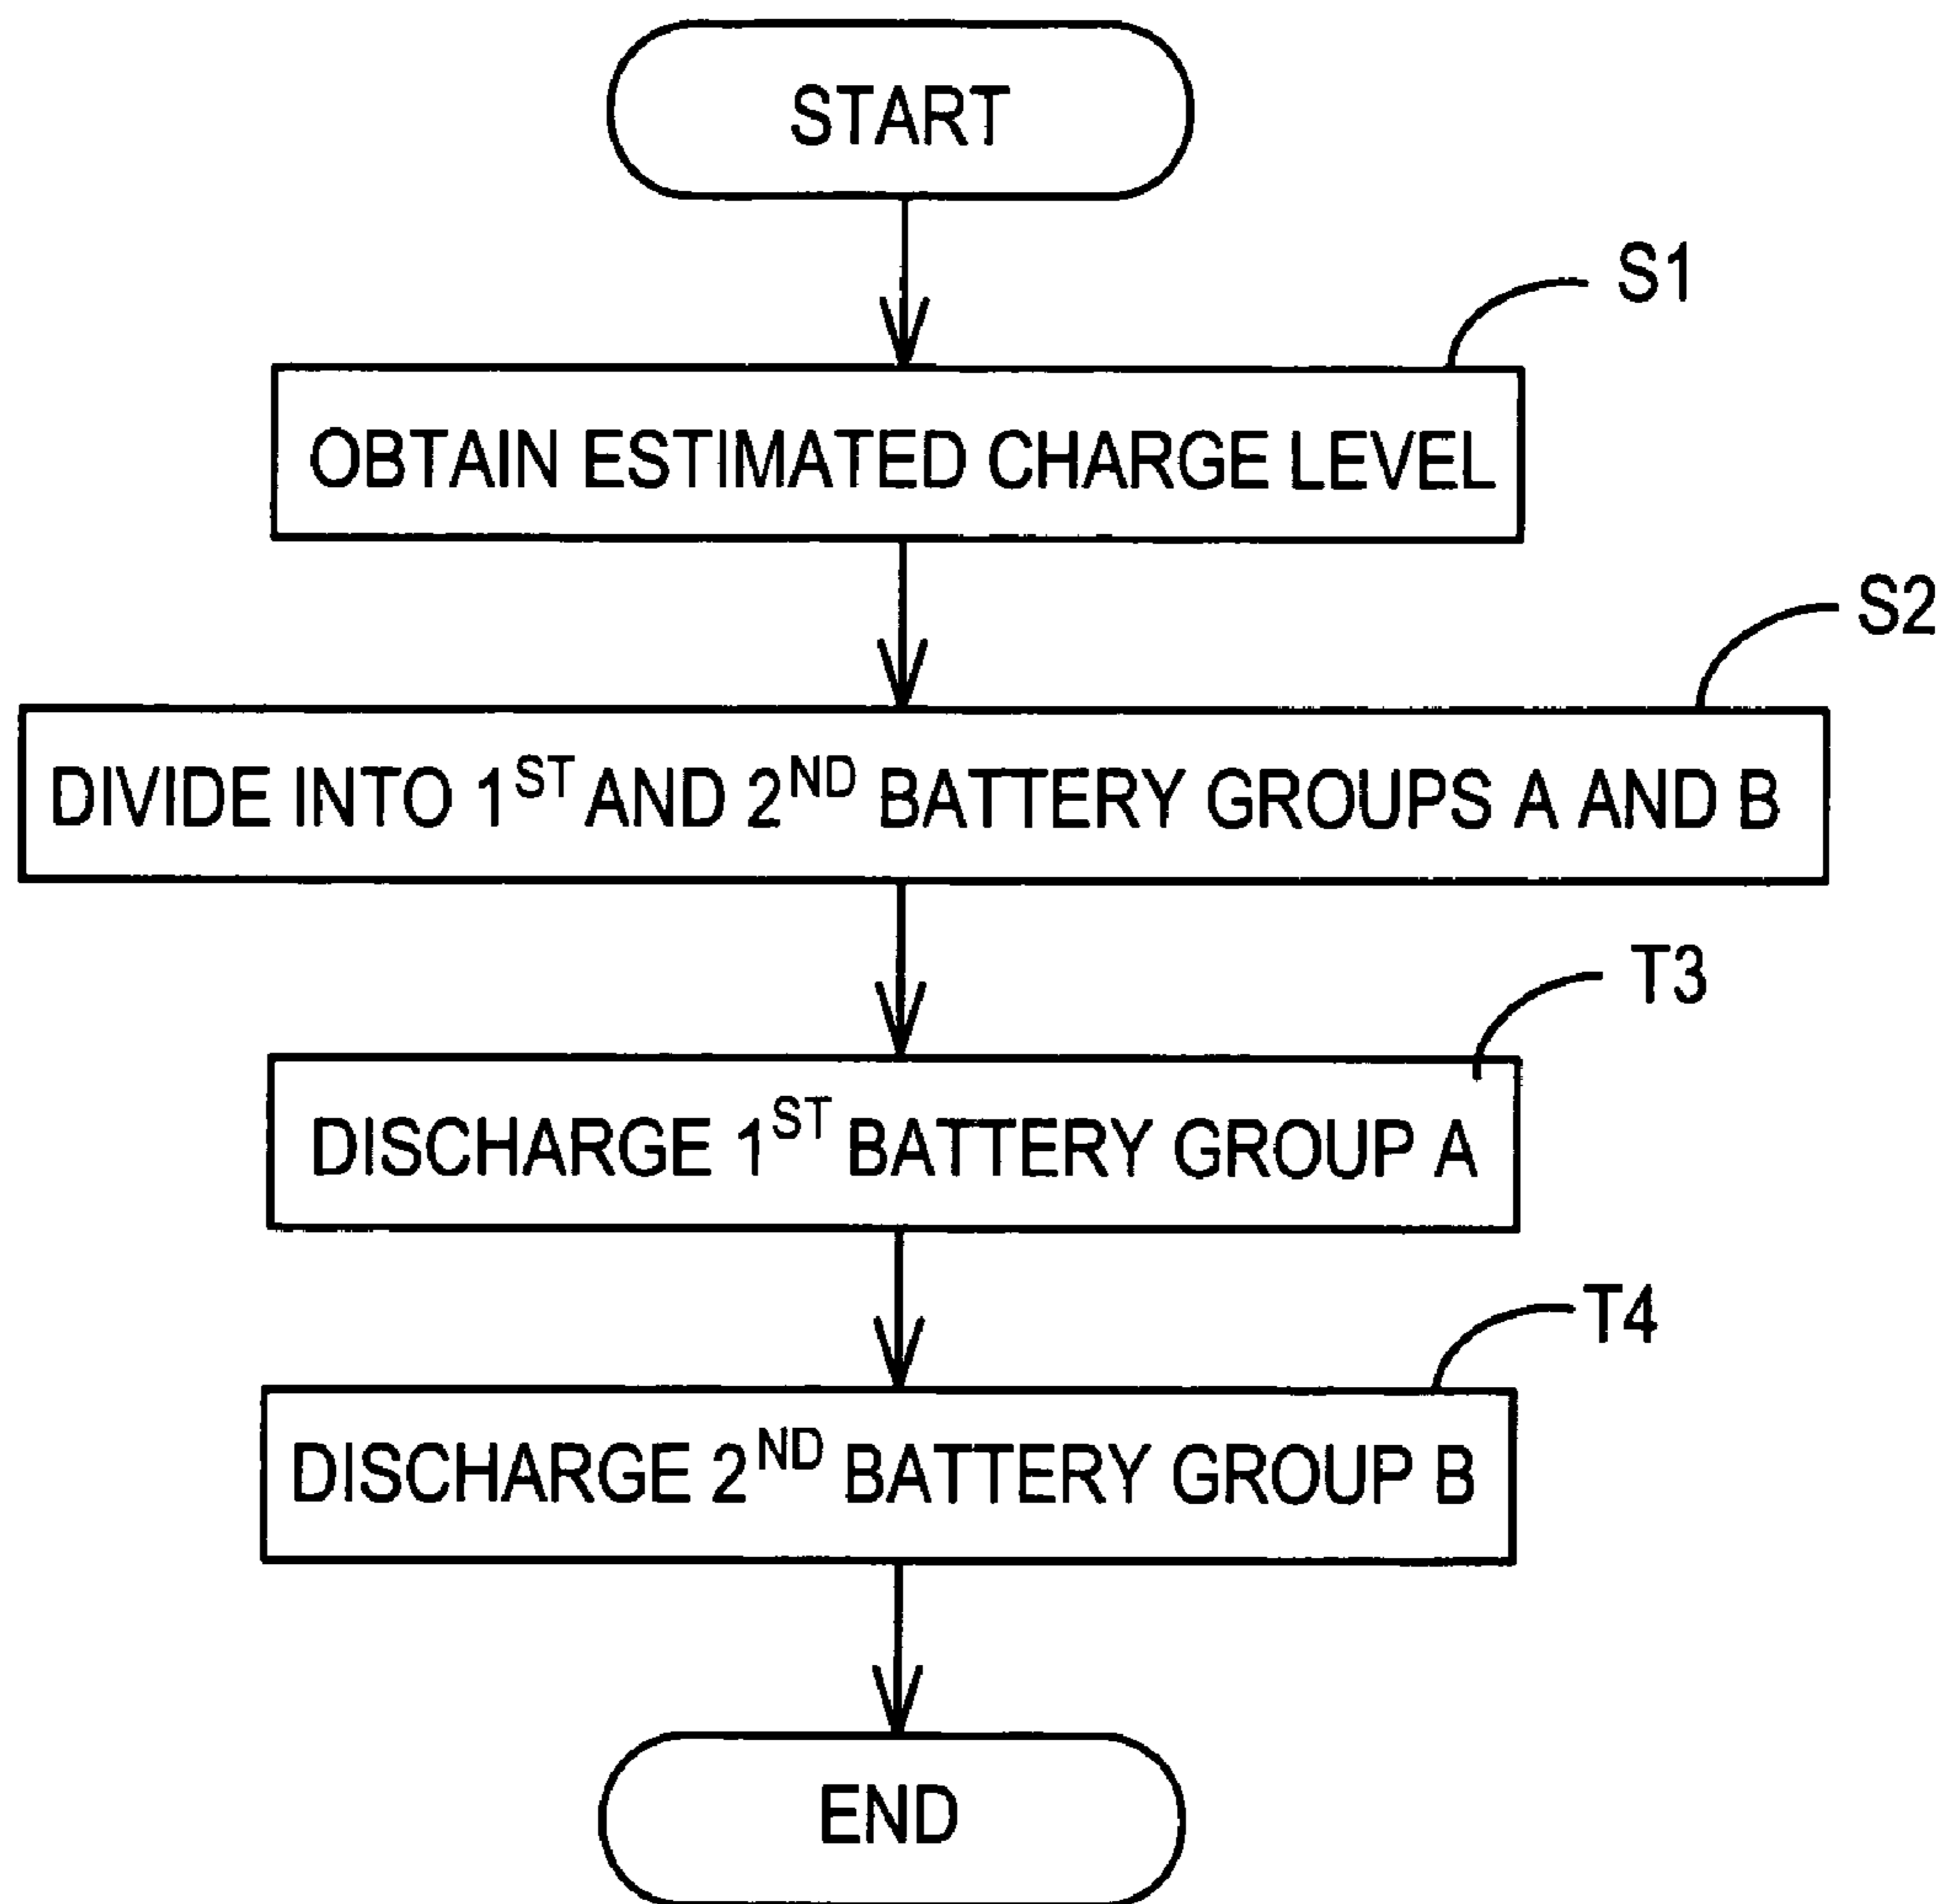 START
S1
OBTAIN ESTIMATED CHARGE LEVEL
S2
DIVIDE INTO 1ST AND 2ND BATTERY GROUPS A AND B
T3
DISCHARGE 1ST BATTERY GROUP A
T4
DISCHARGE 2ND BATTERY GROUP B
END